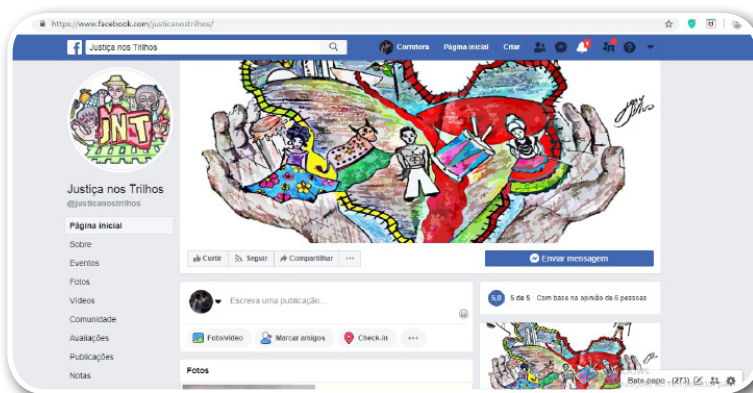 https://www.facebook.com/justicanostrilhos/
Justiça nos Trilhos
Corretora Página inicial Criar
JNT
Justiça nos Trilhos
@justicanostrilhos
Página inicial
Sobre
Eventos
Fotos
Vídeos
Comunidade
Avaliações
Publicações
Notas
Curtir Seguir Compartilhar
Enviar mensagem
Escreva uma publicação...
Foto/vídeo Marcar amigos Check-in
Fotos
5,0 5 de 5 · Com base na opinião de 6 pessoas
Bate-papo (273)